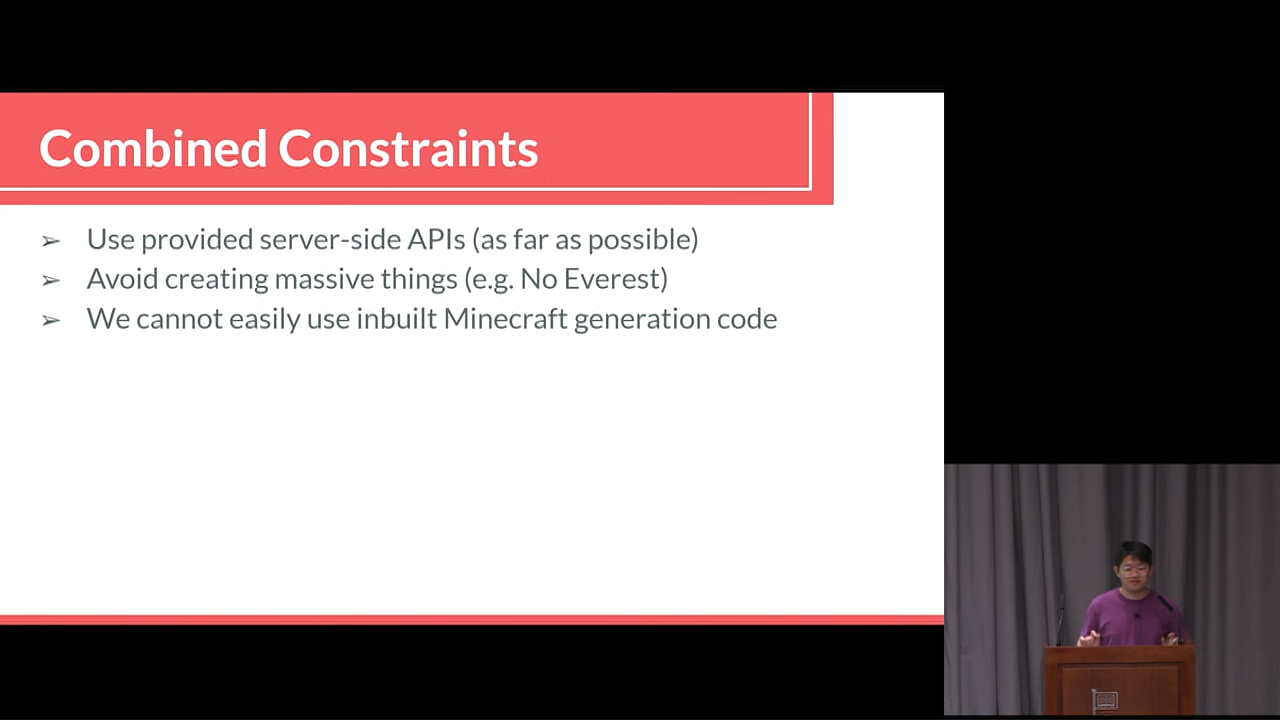 Combined Constraints
➢ Use provided server-side APIs (as far as possible)
➢ Avoid creating massive things (e.g. No Everest)
➢ We cannot easily use inbuilt Minecraft generation code